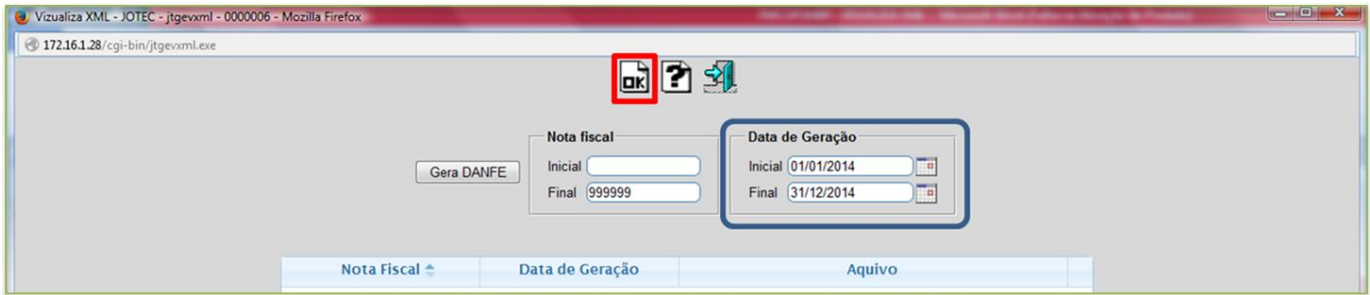 Vizualiza XML - JOTEC - jtgevxml - 0000006 - Mozilla Firefox
172.16.1.28/cgi-bin/jtgevxml.exe
OK ?
Nota fiscal Data de Geração
Gera DANFE Inicial Inicial 01/01/2014
Final 999999 Final 31/12/2014
Nota Fiscal Data de Geração Aquivo